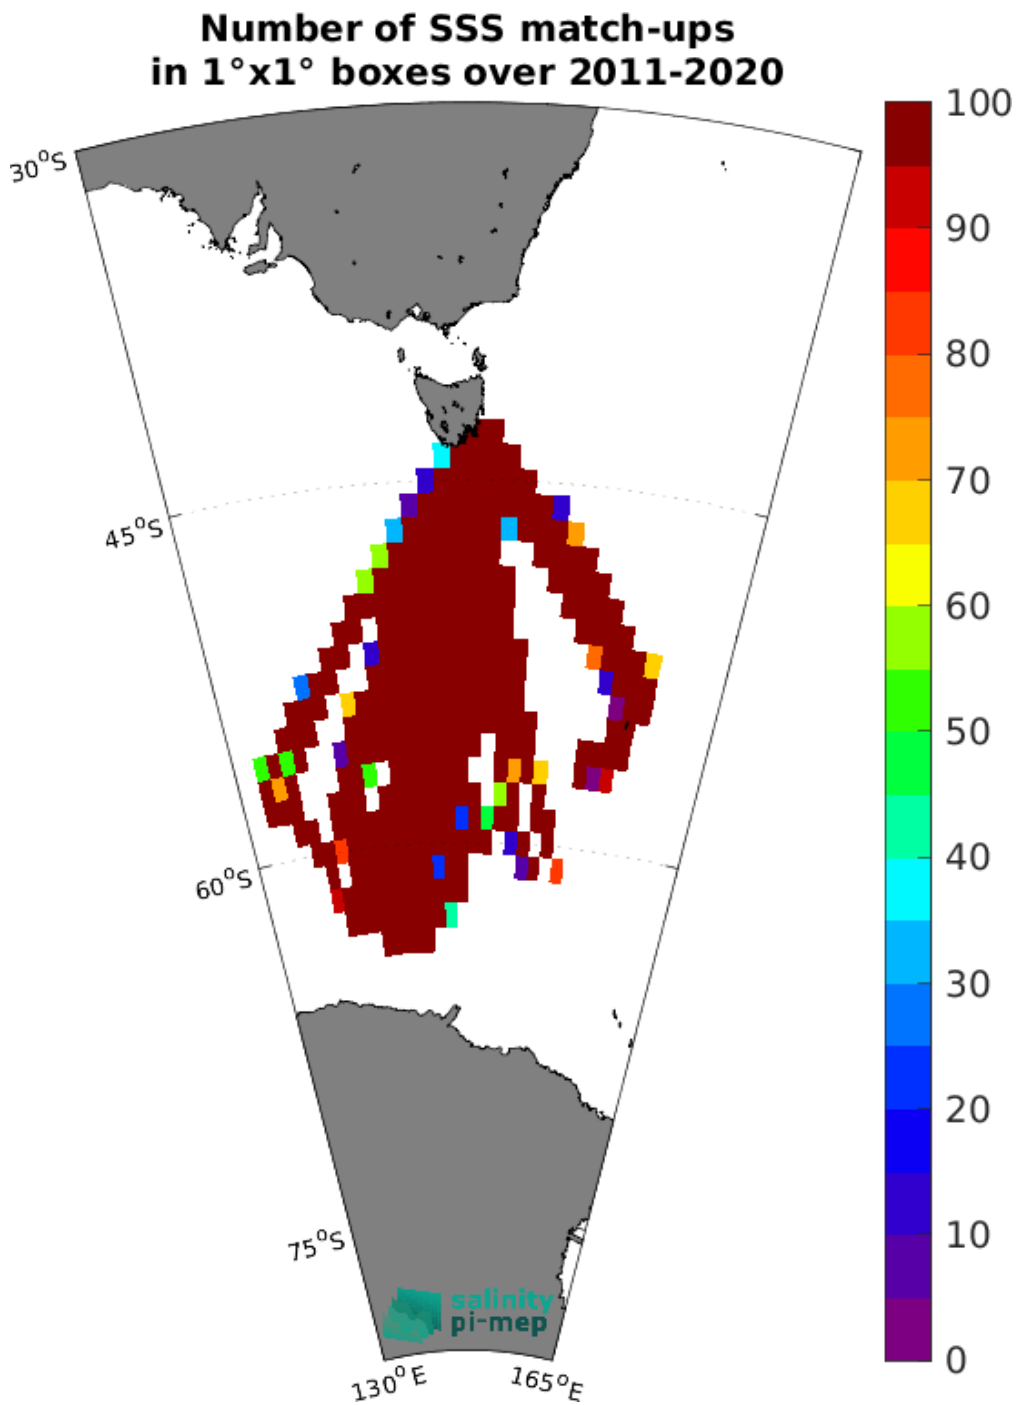 Number of SSS match-ups
in 1°x1° boxes over 2011-2020
30°S
45°S
60°S
75°S
130°E
165°E
100
90
80
70
60
50
40
30
20
10
0
salinity
pi-mep